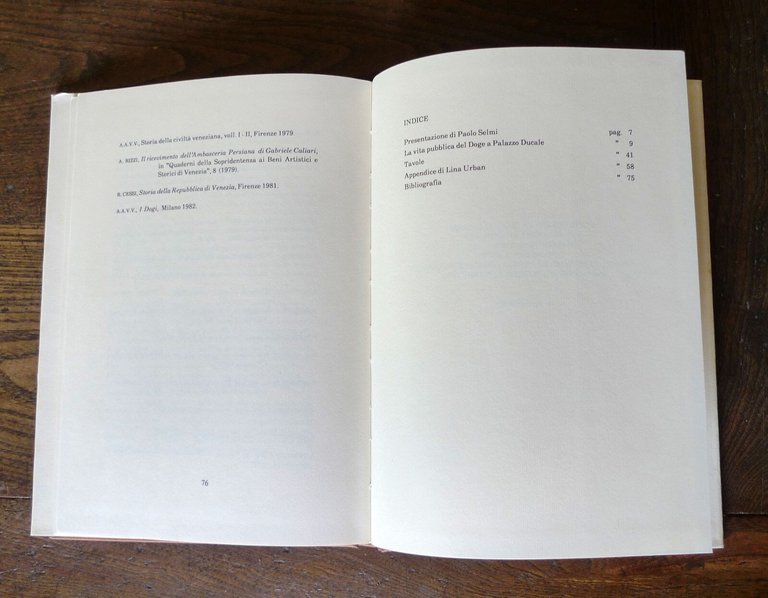 A.A.V.V., Storia della civiltà veneziana, voll. I - II, Firenze 1979.
A. RIZZI, Il ricevimento dell'Ambasceria Persiana di Gabriele Caliari,
in "Quaderni della Sopridentenza ai Beni Artistici e
Storici di Venezia", 8 (1979).
R. CESSI, Storia della Repubblica di Venezia, Firenze 1981.
A.A.V.V., I Dogi, Milano 1982.
76
INDICE
Presentazione di Paolo Selmi pag. 7
La vita pubblica del Doge a Palazzo Ducale " 9
Tavole " 41
Appendice di Lina Urban " 58
Bibliografia " 75